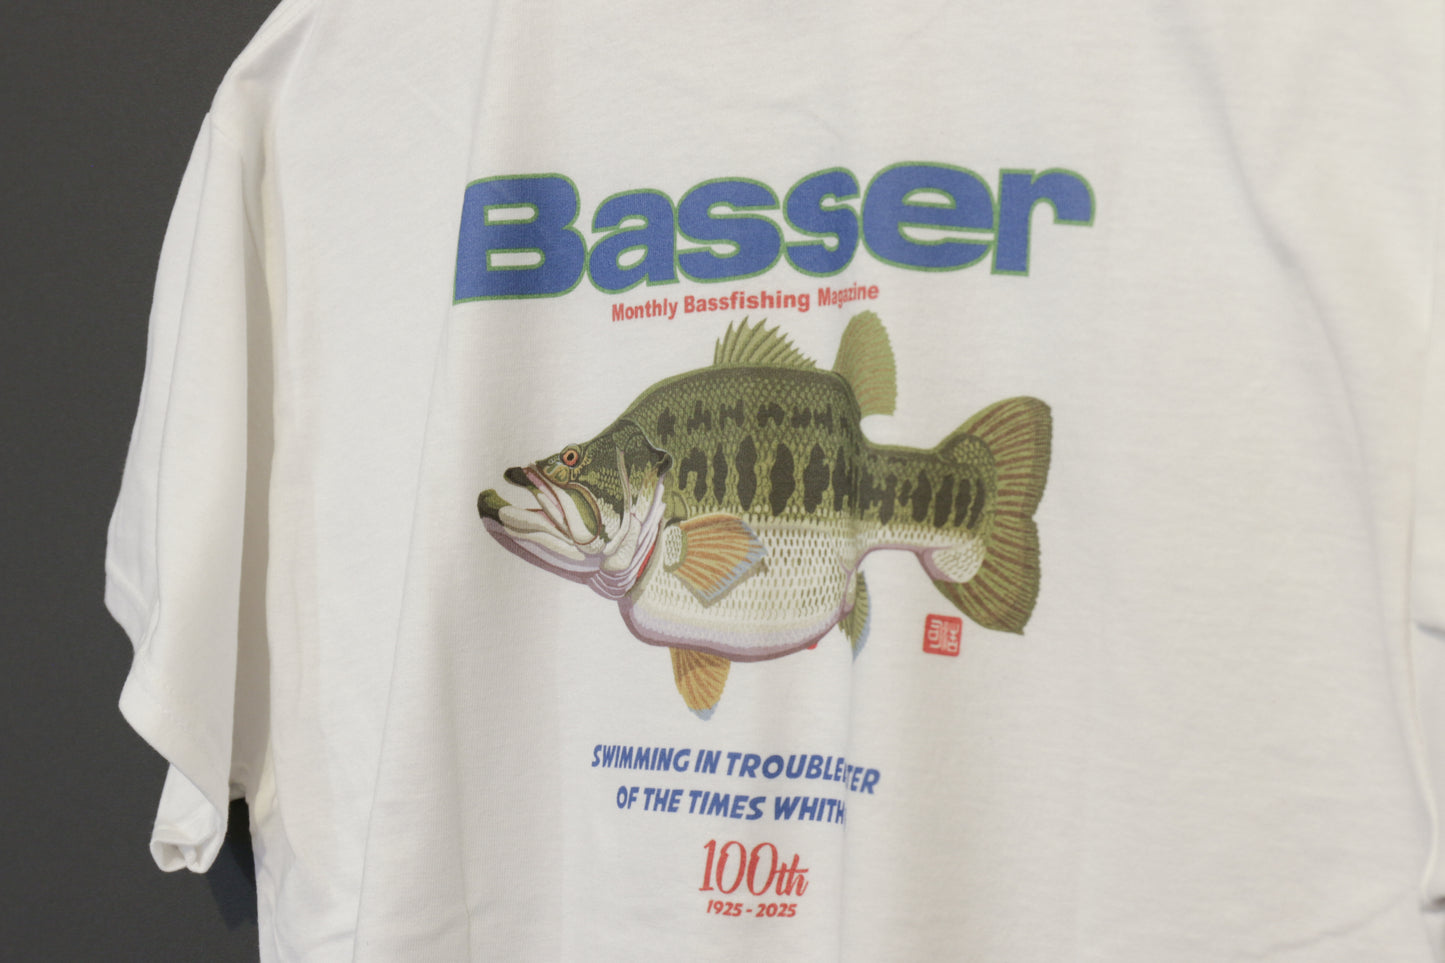 Basser
Monthly Bassfishing Magazine
SWIMMING IN TROUBLE
OF THE TIMES
100th
1925 - 2025